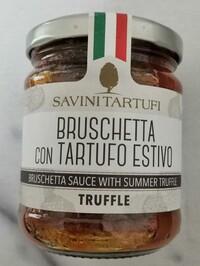 SAVINI TARTUFI
BRUSCHETTA
CON TARTUFO ESTIVO
BRUSCHETTA SAUCE WITH SUMMER TRUFFLE
TRUFFLE